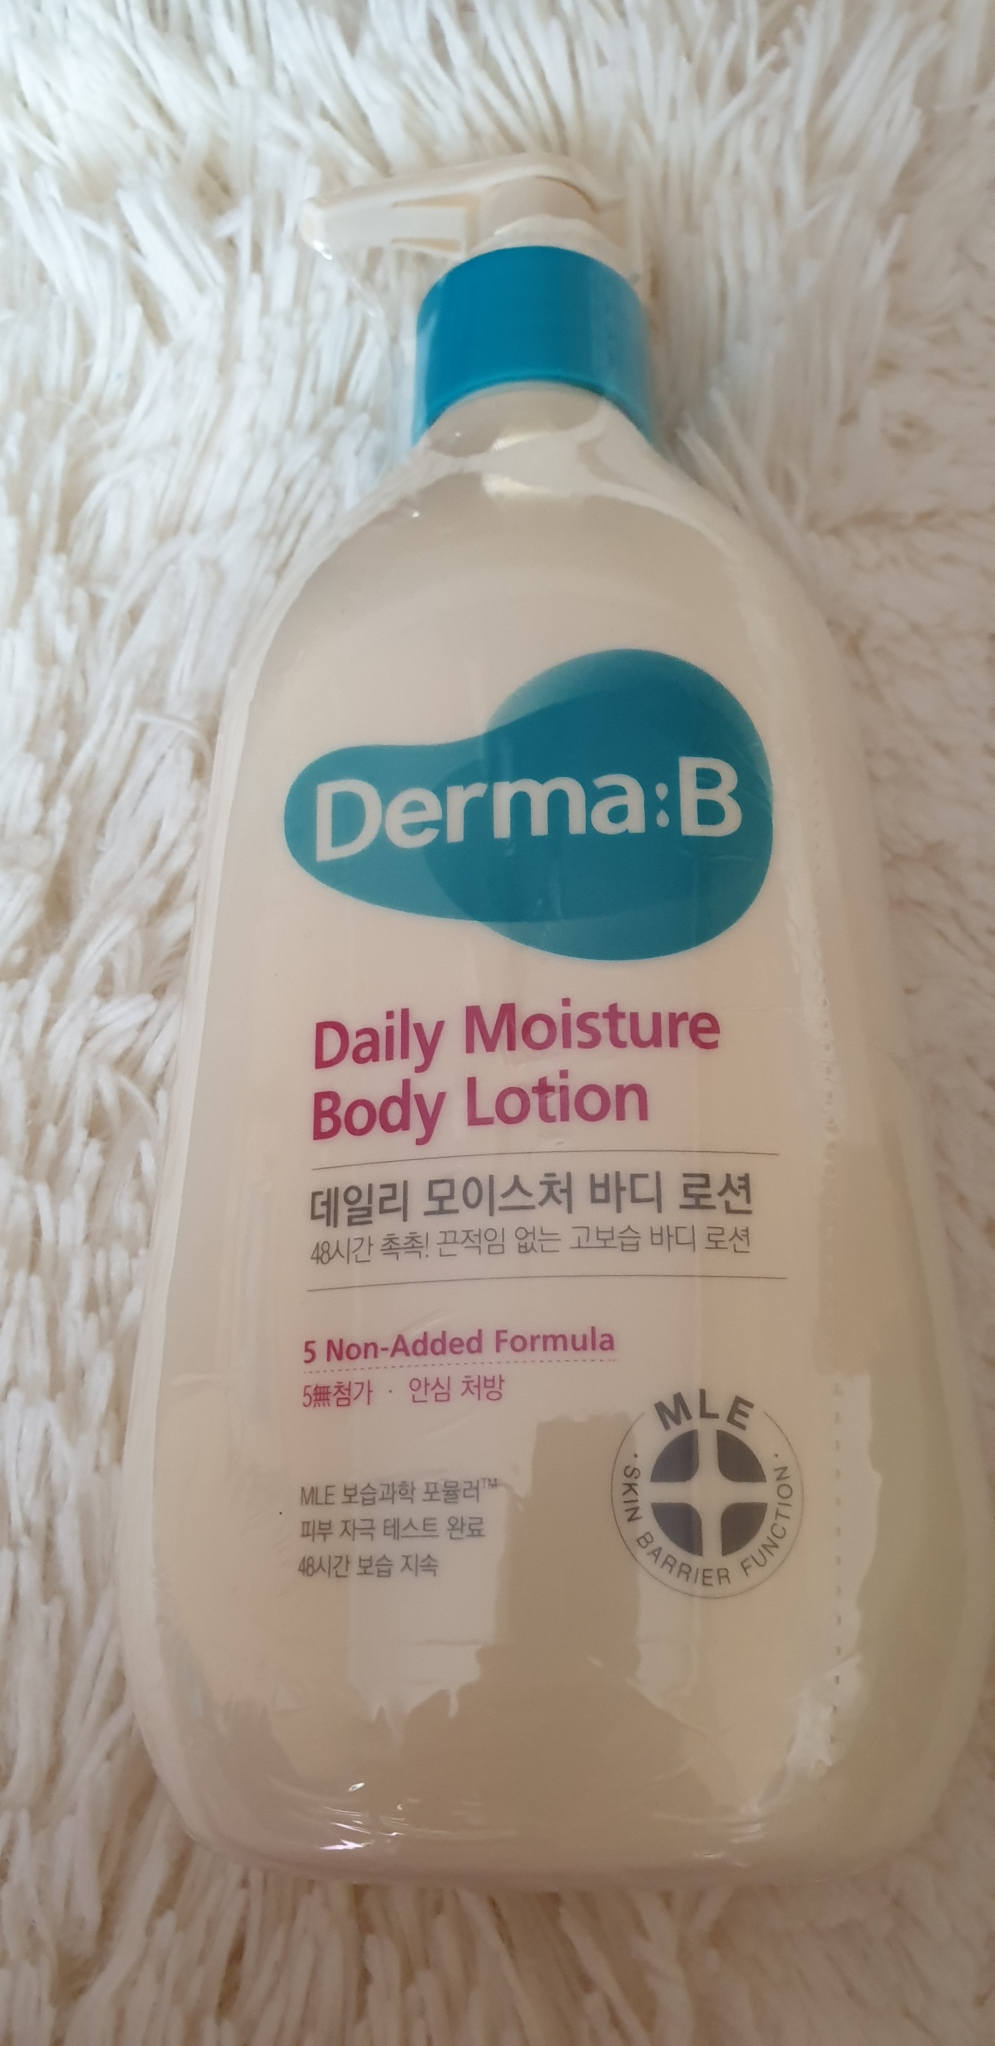 Derma:B
Daily Moisture
Body Lotion
데일리 모이스처 바디 로션
48시간 촉촉! 끈적임 없는 고보습 바디 로션
5 Non-Added Formula
5無첨가 · 안심 처방
MLE 보습과학 포뮬러™
피부 자극 테스트 완료
48시간 보습 지속
MLE
· SKIN BARRIER FUNCTION ·